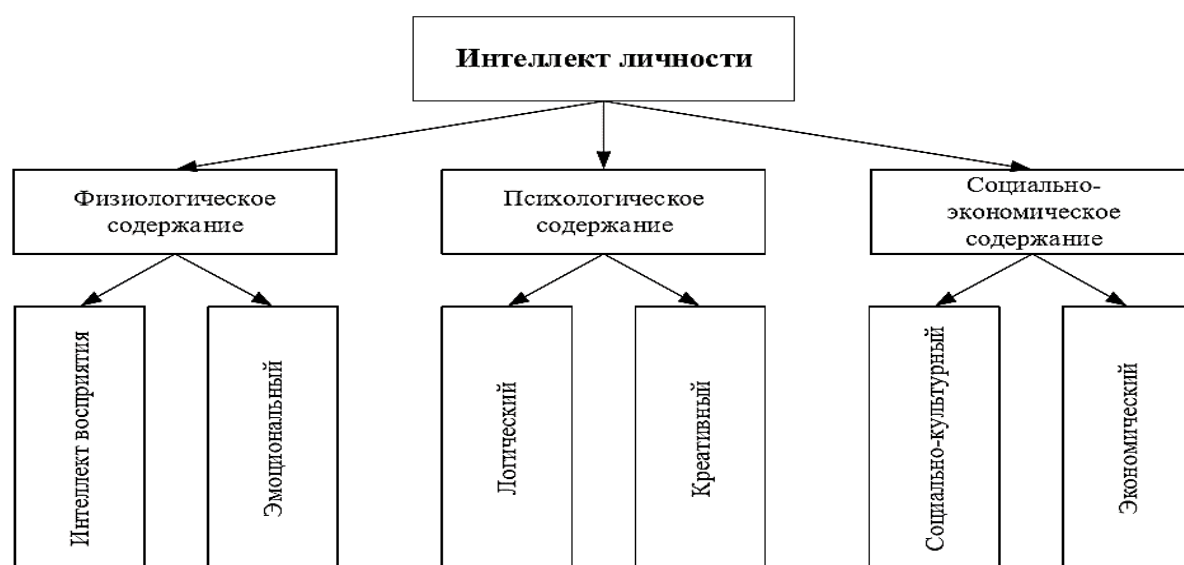 Интеллект личности
Физиологическое
содержание
Психологическое
содержание
Социально-
экономическое
содержание
Интеллект восприятия
Эмоциональный
Логический
Креативный
Социально-культурный
Экономический